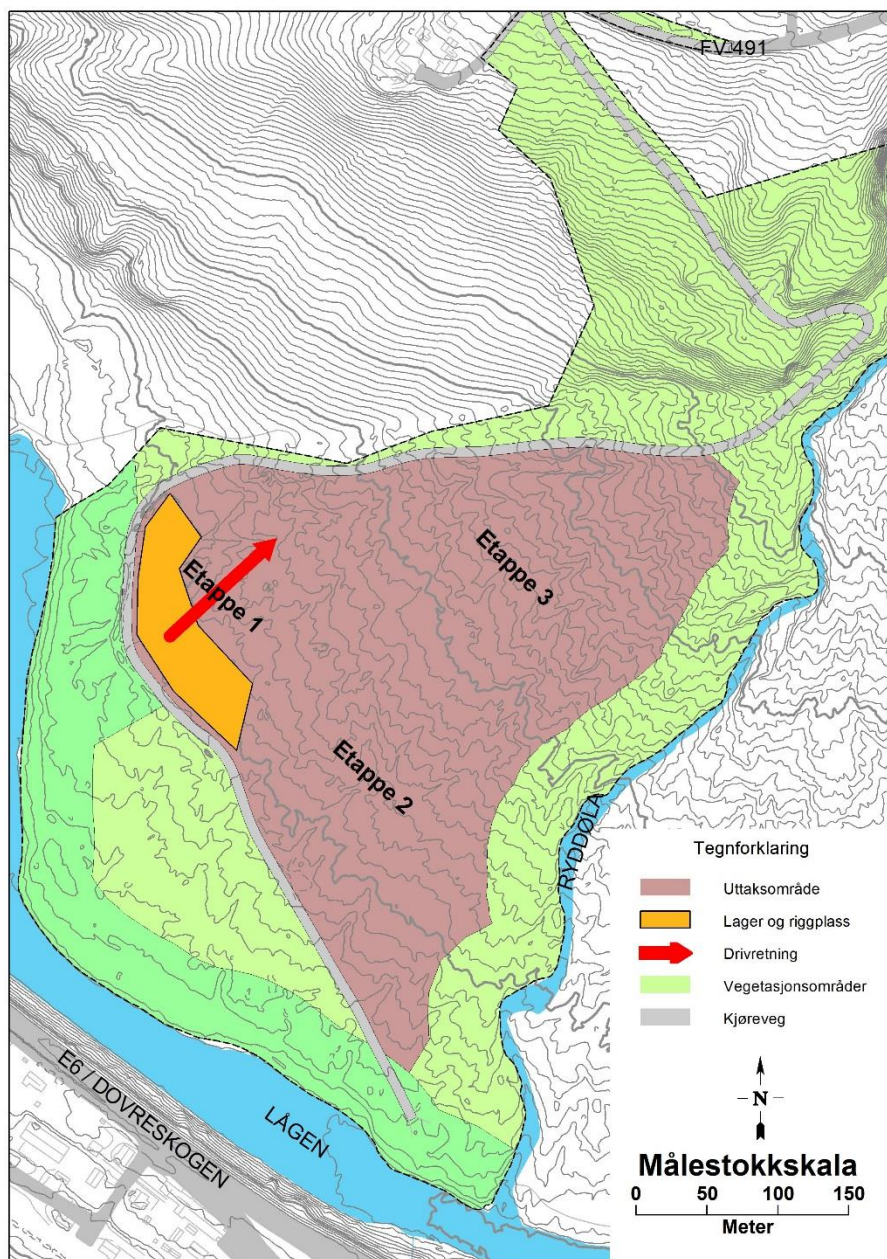 FV 491
Etappe 1
Etappe 3
Etappe 2
RYDDØLA
E6 / DOVRESKOGEN
LÅGEN
Tegnforklaring
Uttaksområde
Lager og riggplass
Drivretning
Vegetasjonsområder
Kjøreveg
N
Målestokkskala
0 50 100 150
Meter